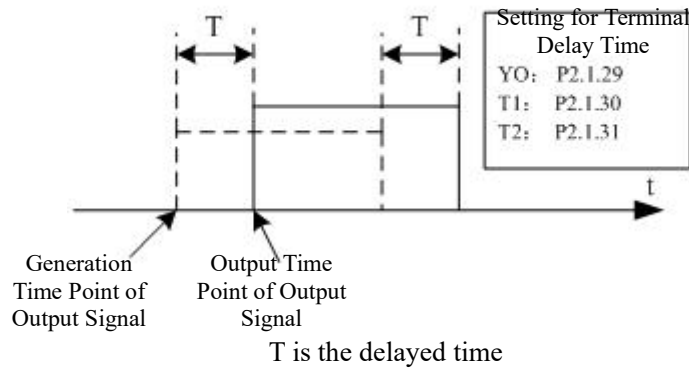 T
T
Setting for Terminal
Delay Time
YO: P2.1.29
T1: P2.1.30
T2: P2.1.31
t
Generation
Time Point of
Output Signal
Output Time
Point of Output
Signal
T is the delayed time